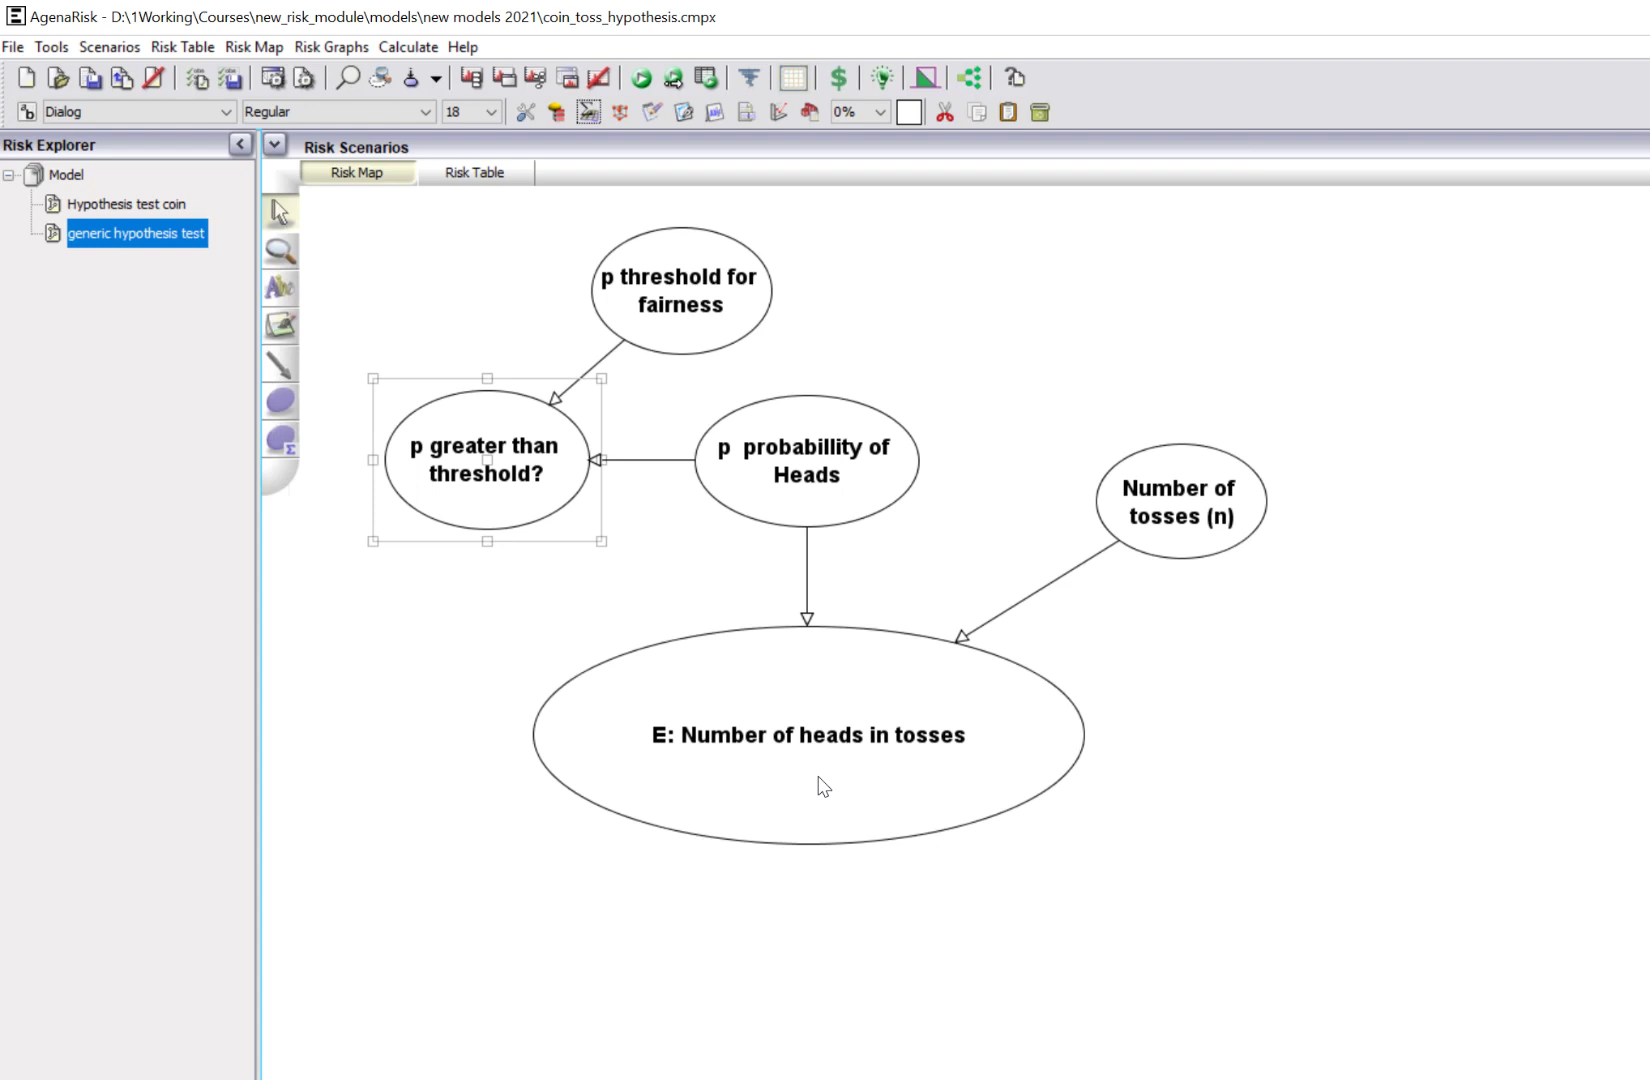 AgenaRisk - D:\1Working\Courses\new_risk_module\models\new models 2021\coin_toss_hypothesis.cmpx
File Tools Scenarios Risk Table Risk Map Risk Graphs Calculate Help
Dialog Regular 18 0%
Risk Explorer
Risk Scenarios
Risk Map Risk Table
Model
Hypothesis test coin
generic hypothesis test
p threshold for
fairness
p greater than
threshold?
p probabillity of
Heads
Number of
tosses (n)
E: Number of heads in tosses